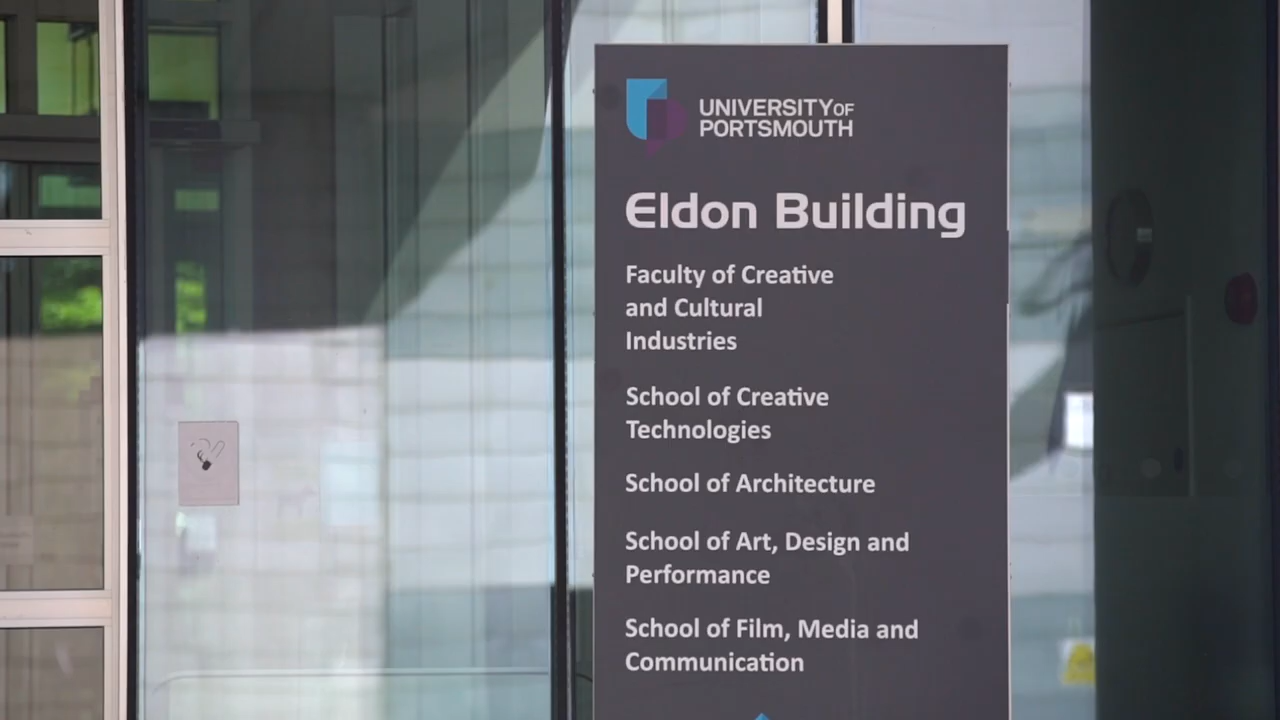 UNIVERSITY OF
PORTSMOUTH
Eldon Building
Faculty of Creative
and Cultural
Industries
School of Creative
Technologies
School of Architecture
School of Art, Design and
Performance
School of Film, Media and
Communication